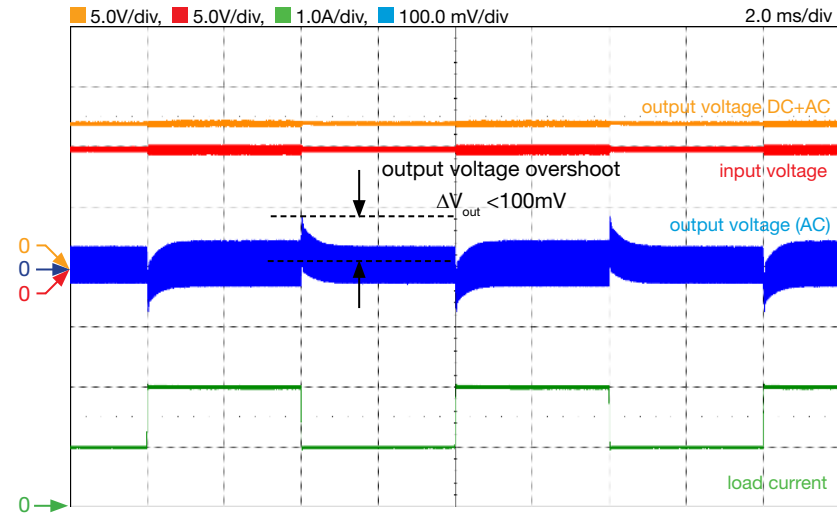 5.0V/div, 5.0V/div, 1.0A/div, 100.0 mV/div 2.0 ms/div
output voltage DC+AC
input voltage
output voltage overshoot
ΔVout <100mV
output voltage (AC)
0
0
0
load current
0